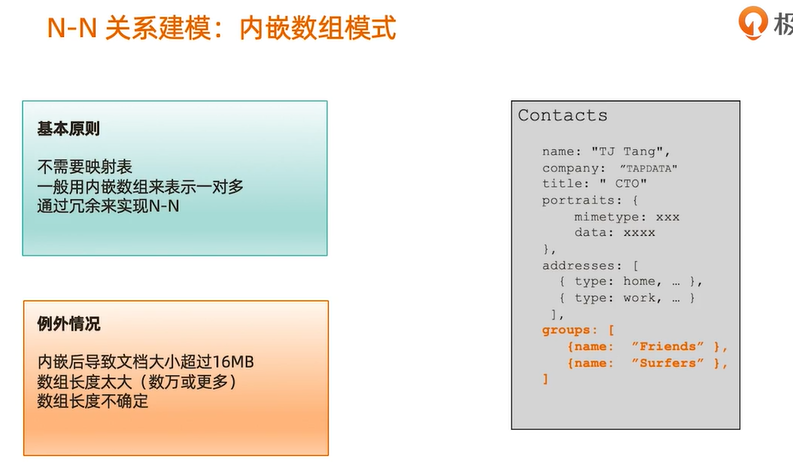 N-N 关系建模：内嵌数组模式
极
基本原则
不需要映射表
一般用内嵌数组来表示一对多
通过冗余来实现N-N
例外情况
内嵌后导致文档大小超过16MB
数组长度太大（数万或更多）
数组长度不确定
Contacts
name: "TJ Tang",
company: ”TAPDATA"
title: " CTO"
portraits: {
mimetype: xxx
data: xxxx
},
addresses: [
{ type: home, … },
{ type: work, … }
],
groups: [
{name: ”Friends” },
{name: ”Surfers” },
]